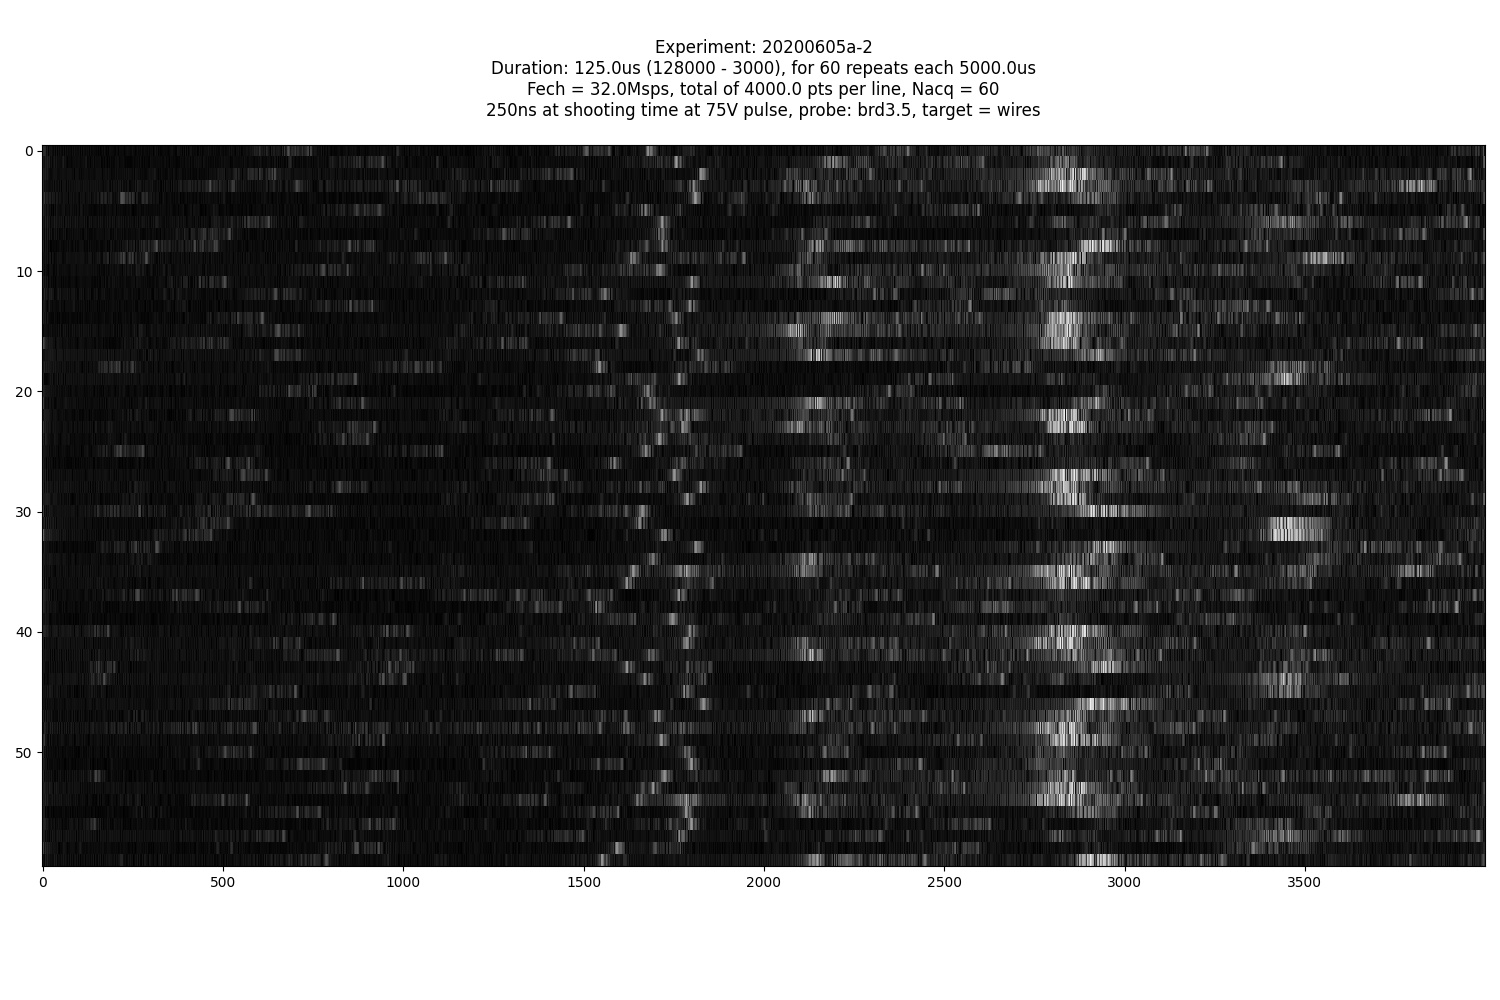 Experiment: 20200605a-2
Duration: 125.0us (128000 - 3000), for 60 repeats each 5000.0us
Fech = 32.0Msps, total of 4000.0 pts per line, Nacq = 60
250ns at shooting time at 75V pulse, probe: brd3.5, target = wires
0
10
20
30
40
50
0 500 1000 1500 2000 2500 3000 3500